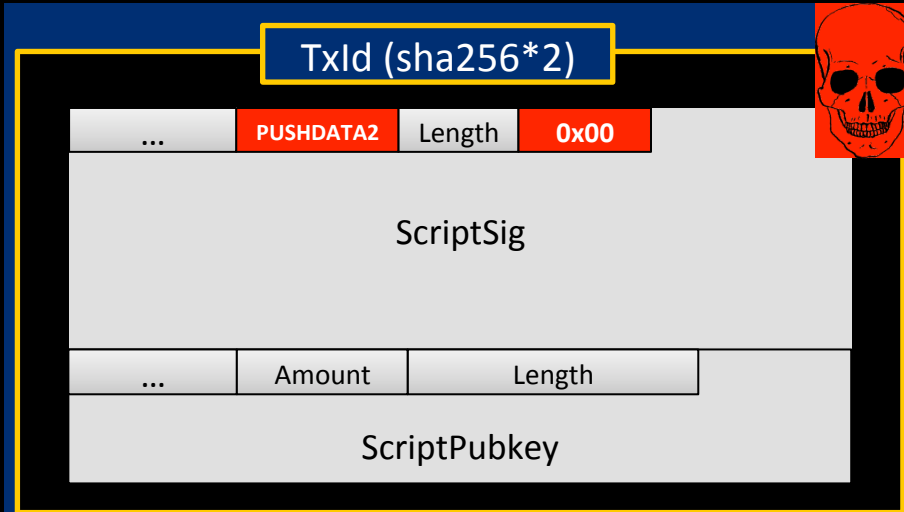 TxId (sha256*2)
... PUSHDATA2 Length 0x00
ScriptSig
... Amount Length
ScriptPubkey